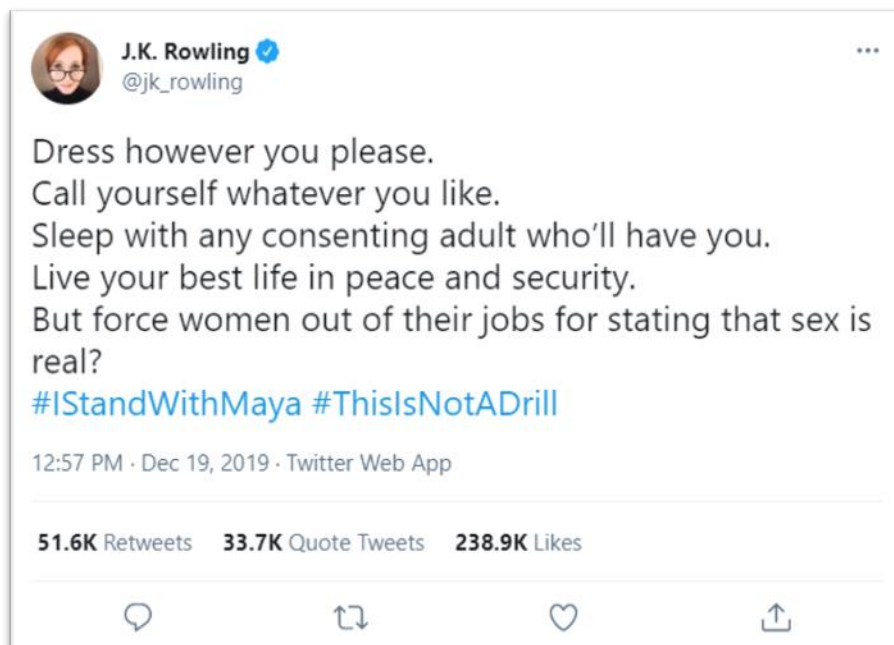 J.K. Rowling
@jk_rowling
Dress however you please.
Call yourself whatever you like.
Sleep with any consenting adult who'll have you.
Live your best life in peace and security.
But force women out of their jobs for stating that sex is
real?
#IStandWithMaya #ThisIsNotADrill
12:57 PM · Dec 19, 2019 · Twitter Web App
51.6K Retweets 33.7K Quote Tweets 238.9K Likes